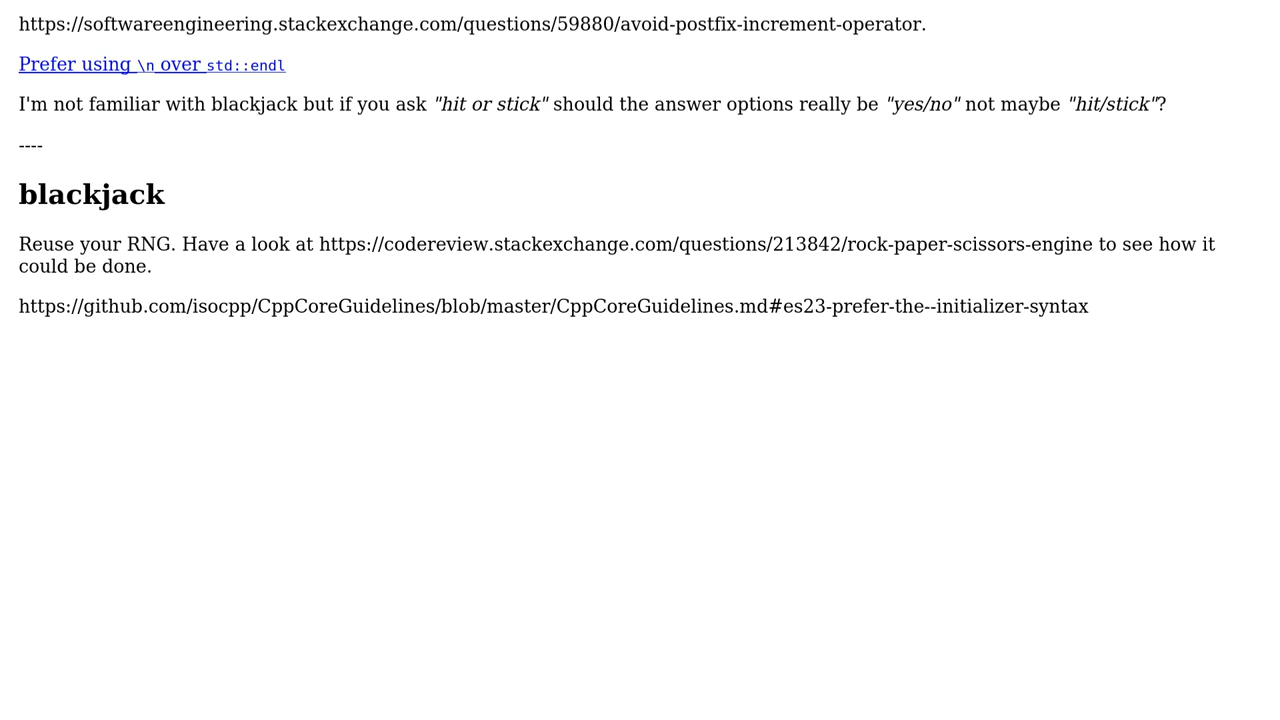 https://softwareengineering.stackexchange.com/questions/59880/avoid-postfix-increment-operator.
Prefer using \n over std::endl
I'm not familiar with blackjack but if you ask "hit or stick" should the answer options really be "yes/no" not maybe "hit/stick"?
----
blackjack
Reuse your RNG. Have a look at https://codereview.stackexchange.com/questions/213842/rock-paper-scissors-engine to see how it
could be done.
https://github.com/isocpp/CppCoreGuidelines/blob/master/CppCoreGuidelines.md#es23-prefer-the--initializer-syntax